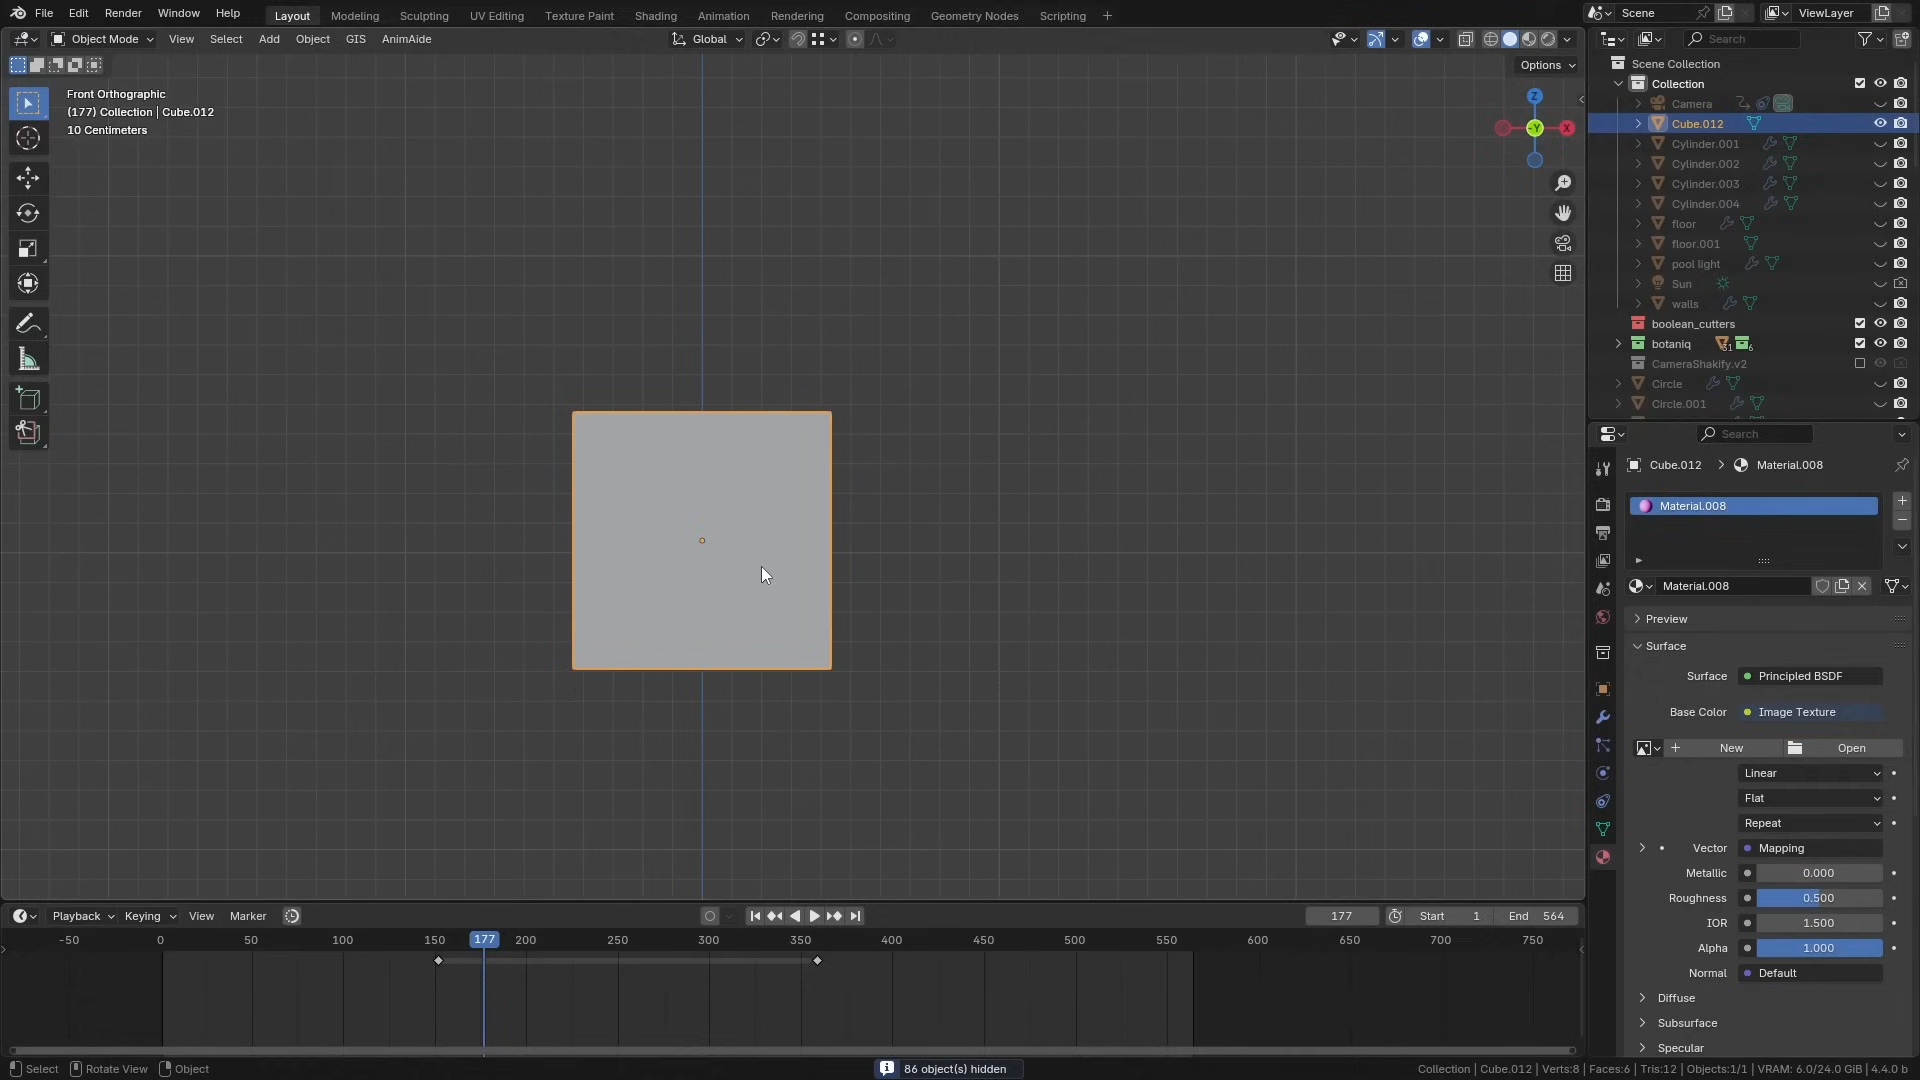 File Edit Render Window Help Layout Modeling Sculpting UV Editing Texture Paint Shading Animation Rendering Compositing Geometry Nodes Scripting + Scene ViewLayer
Object Mode View Select Add Object GIS AnimAide Global Search
Options
Front Orthographic
(177) Collection | Cube.012
10 Centimeters
Z
-Y
X
Scene Collection
Collection
Camera
Cube.012
Cylinder.001
Cylinder.002
Cylinder.003
Cylinder.004
floor
floor.001
pool light
Sun
walls
boolean_cutters
botaniq 31 6
CameraShakify.v2
Circle
Circle.001
Search
Cube.012 > Material.008
Material.008
Material.008
Preview
Surface
Surface Principled BSDF
Base Color Image Texture
New Open
Linear
Flat
Repeat
Vector Mapping
Metallic 0.000
Roughness 0.500
IOR 1.500
Alpha 1.000
Normal Default
Diffuse
Subsurface
Specular
Playback Keying View Marker 177 Start 1 End 564
-50 0 50 100 150 177 200 250 300 350 400 450 500 550 600 650 700 750
Select Rotate View Object 86 object(s) hidden Collection | Cube.012 | Verts:8 | Faces:6 | Tris:12 | Objects:1/1 | VRAM: 6.0/24.0 GiB | 4.4.0 b